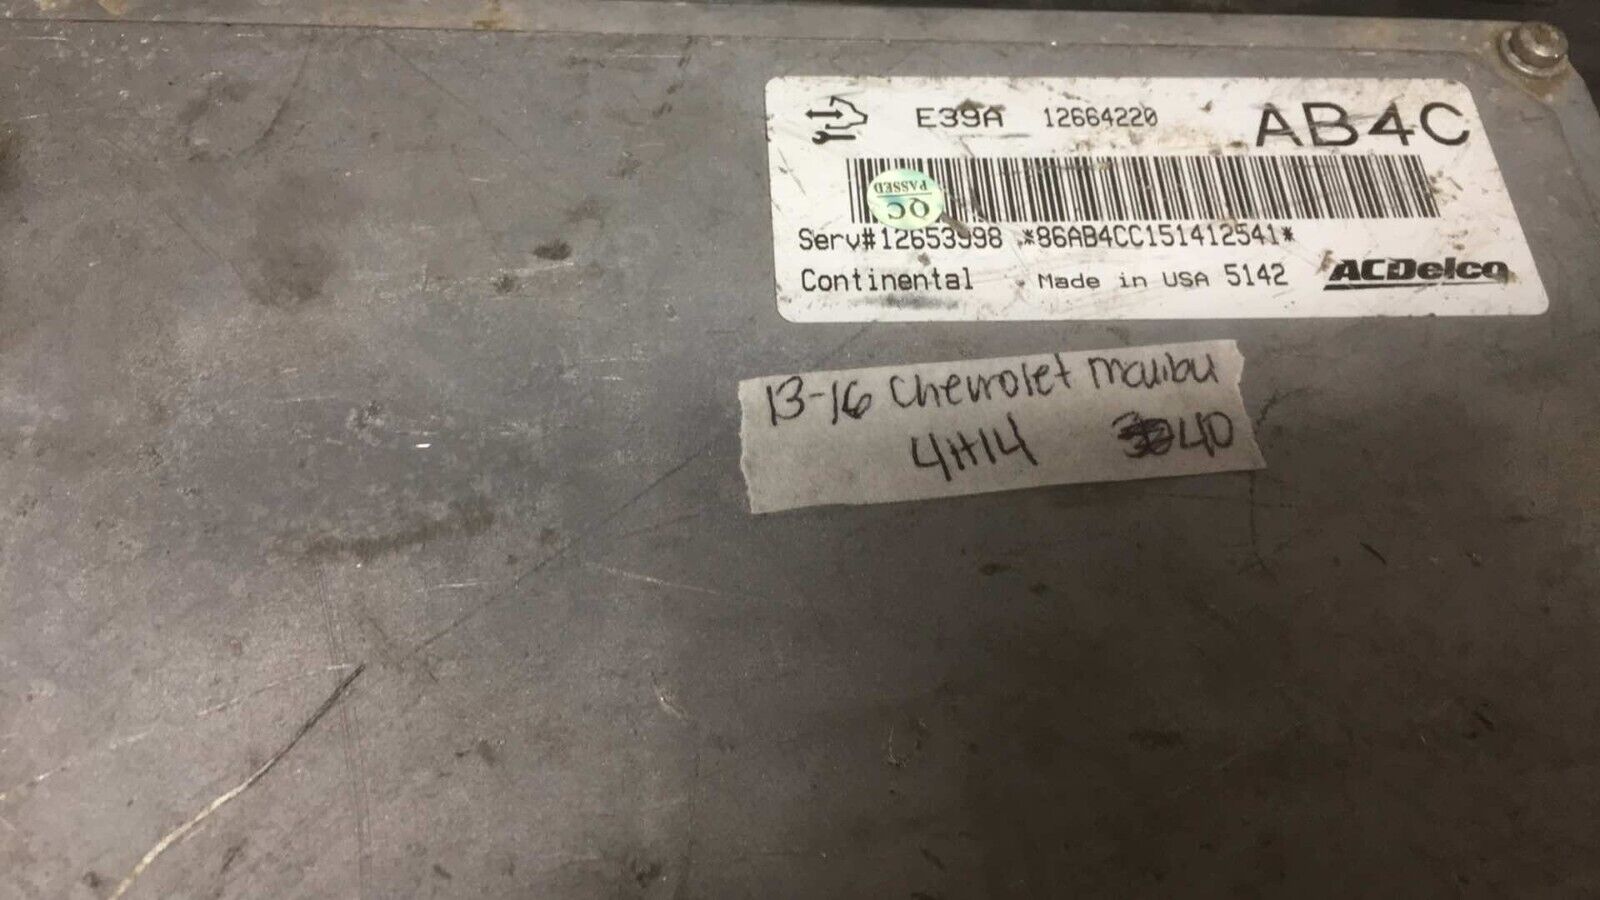 E39A 12664220 AB4C
QC PASSED
Serv#12653998 *86AB4CC151412541*
Continental Made in USA 5142 ACDelco
13-16 Chevrolet Malibu
4H14 40